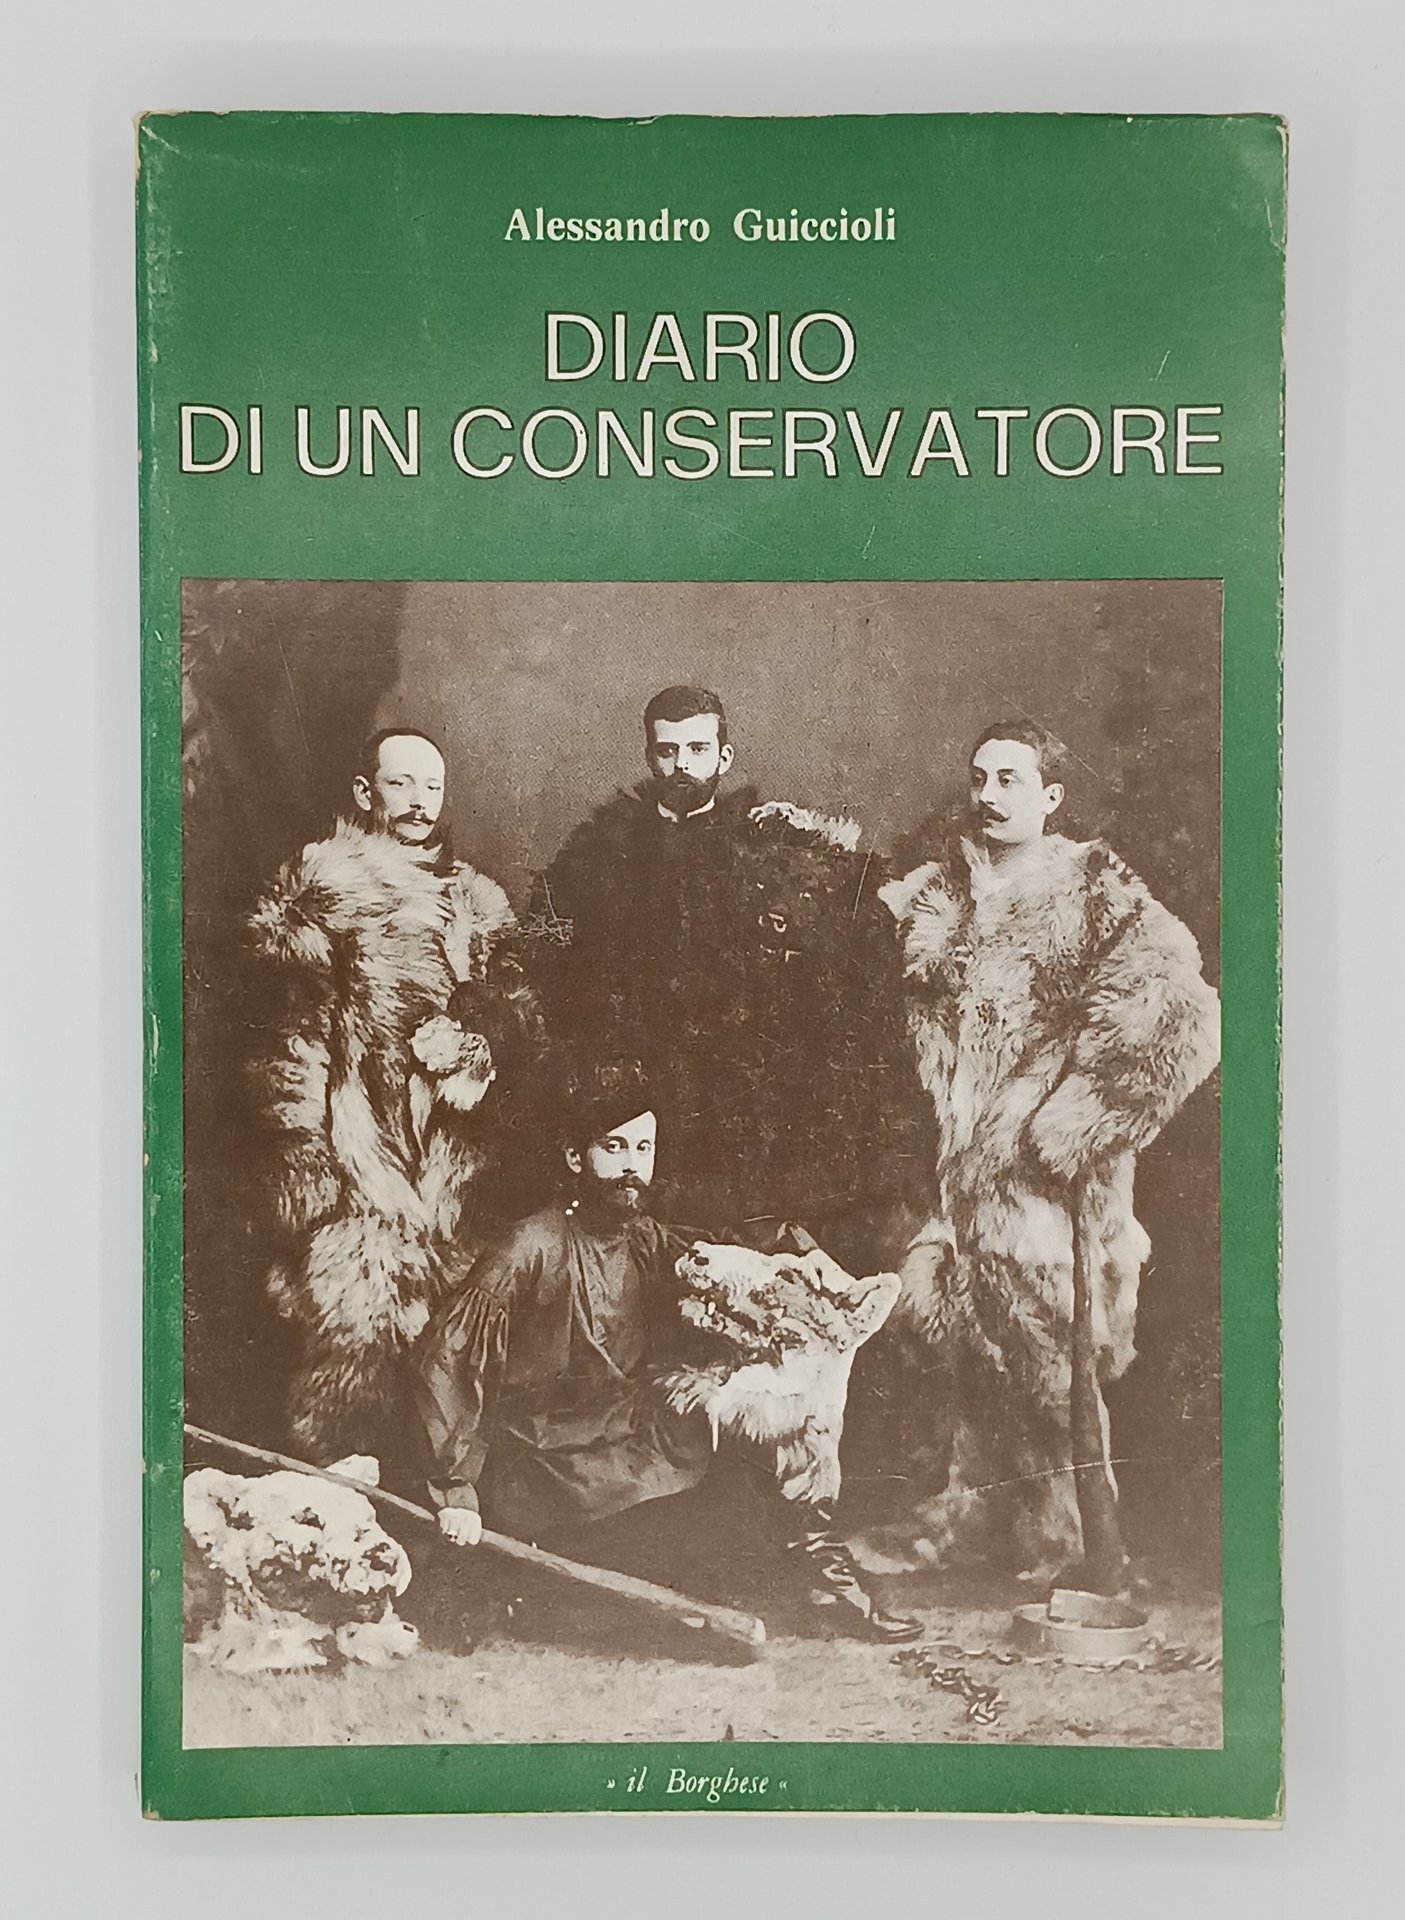 Alessandro Guiccioli
DIARIO
DI UN CONSERVATORE
» il Borghese «